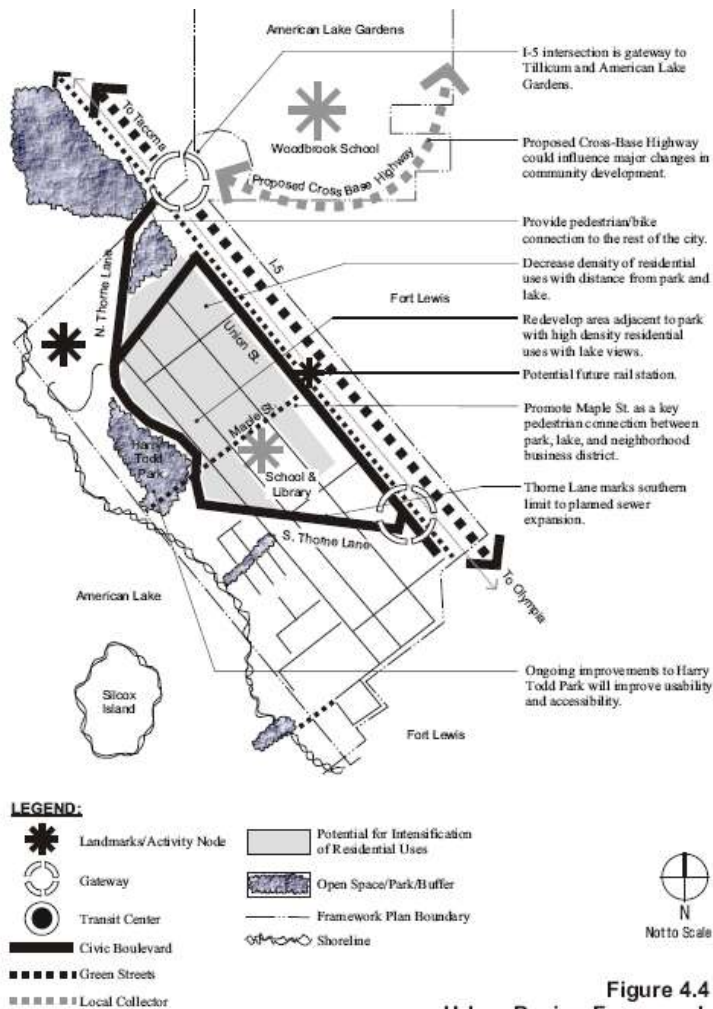 American Lake Gardens
I-5 intersection is gateway to
Tillicum and American Lake
Gardens.
To Tacoma
Woodbrook School
Proposed Cross Base Highway
Proposed Cross-Base Highway
could influence major changes in
community development.
Provide pedestrian/bike
connection to the rest of the city.
I-5
N. Thorne Lane
Decrease density of residential
uses with distance from park and
lake.
Fort Lewis
Union St.
Redevelop area adjacent to park
with high density residential
uses with lake views.
Potential future rail station.
Maple St.
Promote Maple St. as a key
pedestrian connection between
park, lake, and neighborhood
business district.
Harry
Todd
Park
School &
Library
Thorne Lane marks southern
limit to planned sewer
expansion.
S. Thorne Lane
To Olympia
American Lake
Silcox
Island
Ongoing improvements to Harry
Todd Park will improve usability
and accessibility.
Fort Lewis
LEGEND:
Landmarks/Activity Node
Gateway
Transit Center
Civic Boulevard
Green Streets
Local Collector
Potential for Intensification
of Residential Uses
Open Space/Park/Buffer
Framework Plan Boundary
Shoreline
N
Not to Scale
Figure 4.4